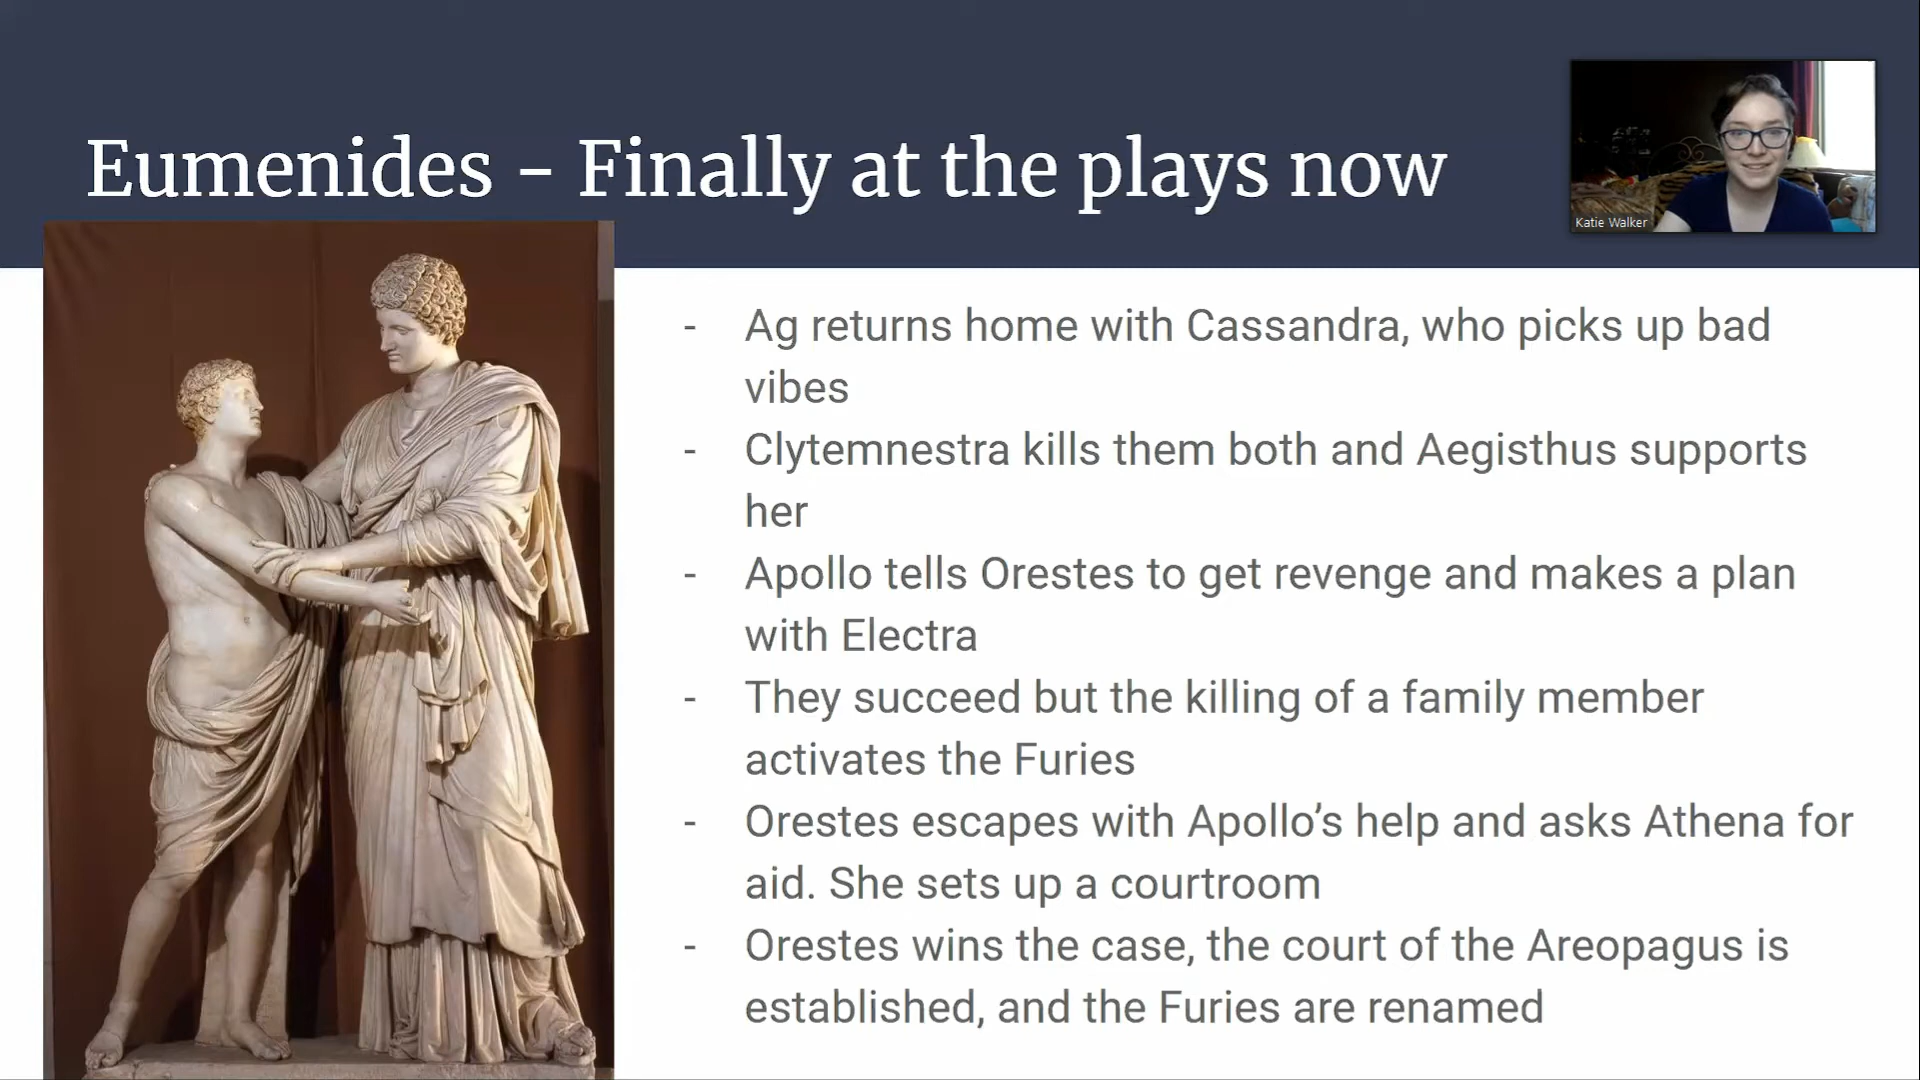 Eumenides - Finally at the plays now
Katie Walker
- Ag returns home with Cassandra, who picks up bad
vibes
- Clytemnestra kills them both and Aegisthus supports
her
- Apollo tells Orestes to get revenge and makes a plan
with Electra
- They succeed but the killing of a family member
activates the Furies
- Orestes escapes with Apollo’s help and asks Athena for
aid. She sets up a courtroom
- Orestes wins the case, the court of the Areopagus is
established, and the Furies are renamed